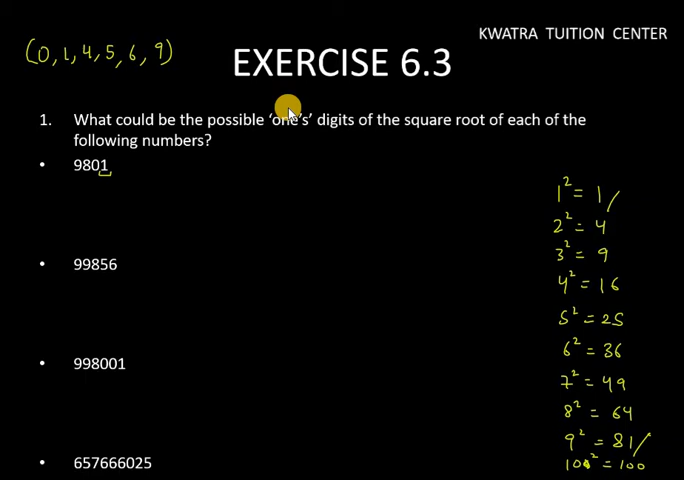 (0, 1, 4, 5, 6, 9)
KWATRA TUITION CENTER
EXERCISE 6.3
1. What could be the possible 'one's' digits of the square root of each of the
following numbers?
• 9801
• 99856
• 998001
• 657666025
1² = 1
2² = 4
3² = 9
4² = 16
5² = 25
6² = 36
7² = 49
8² = 64
9² = 81
10² = 100